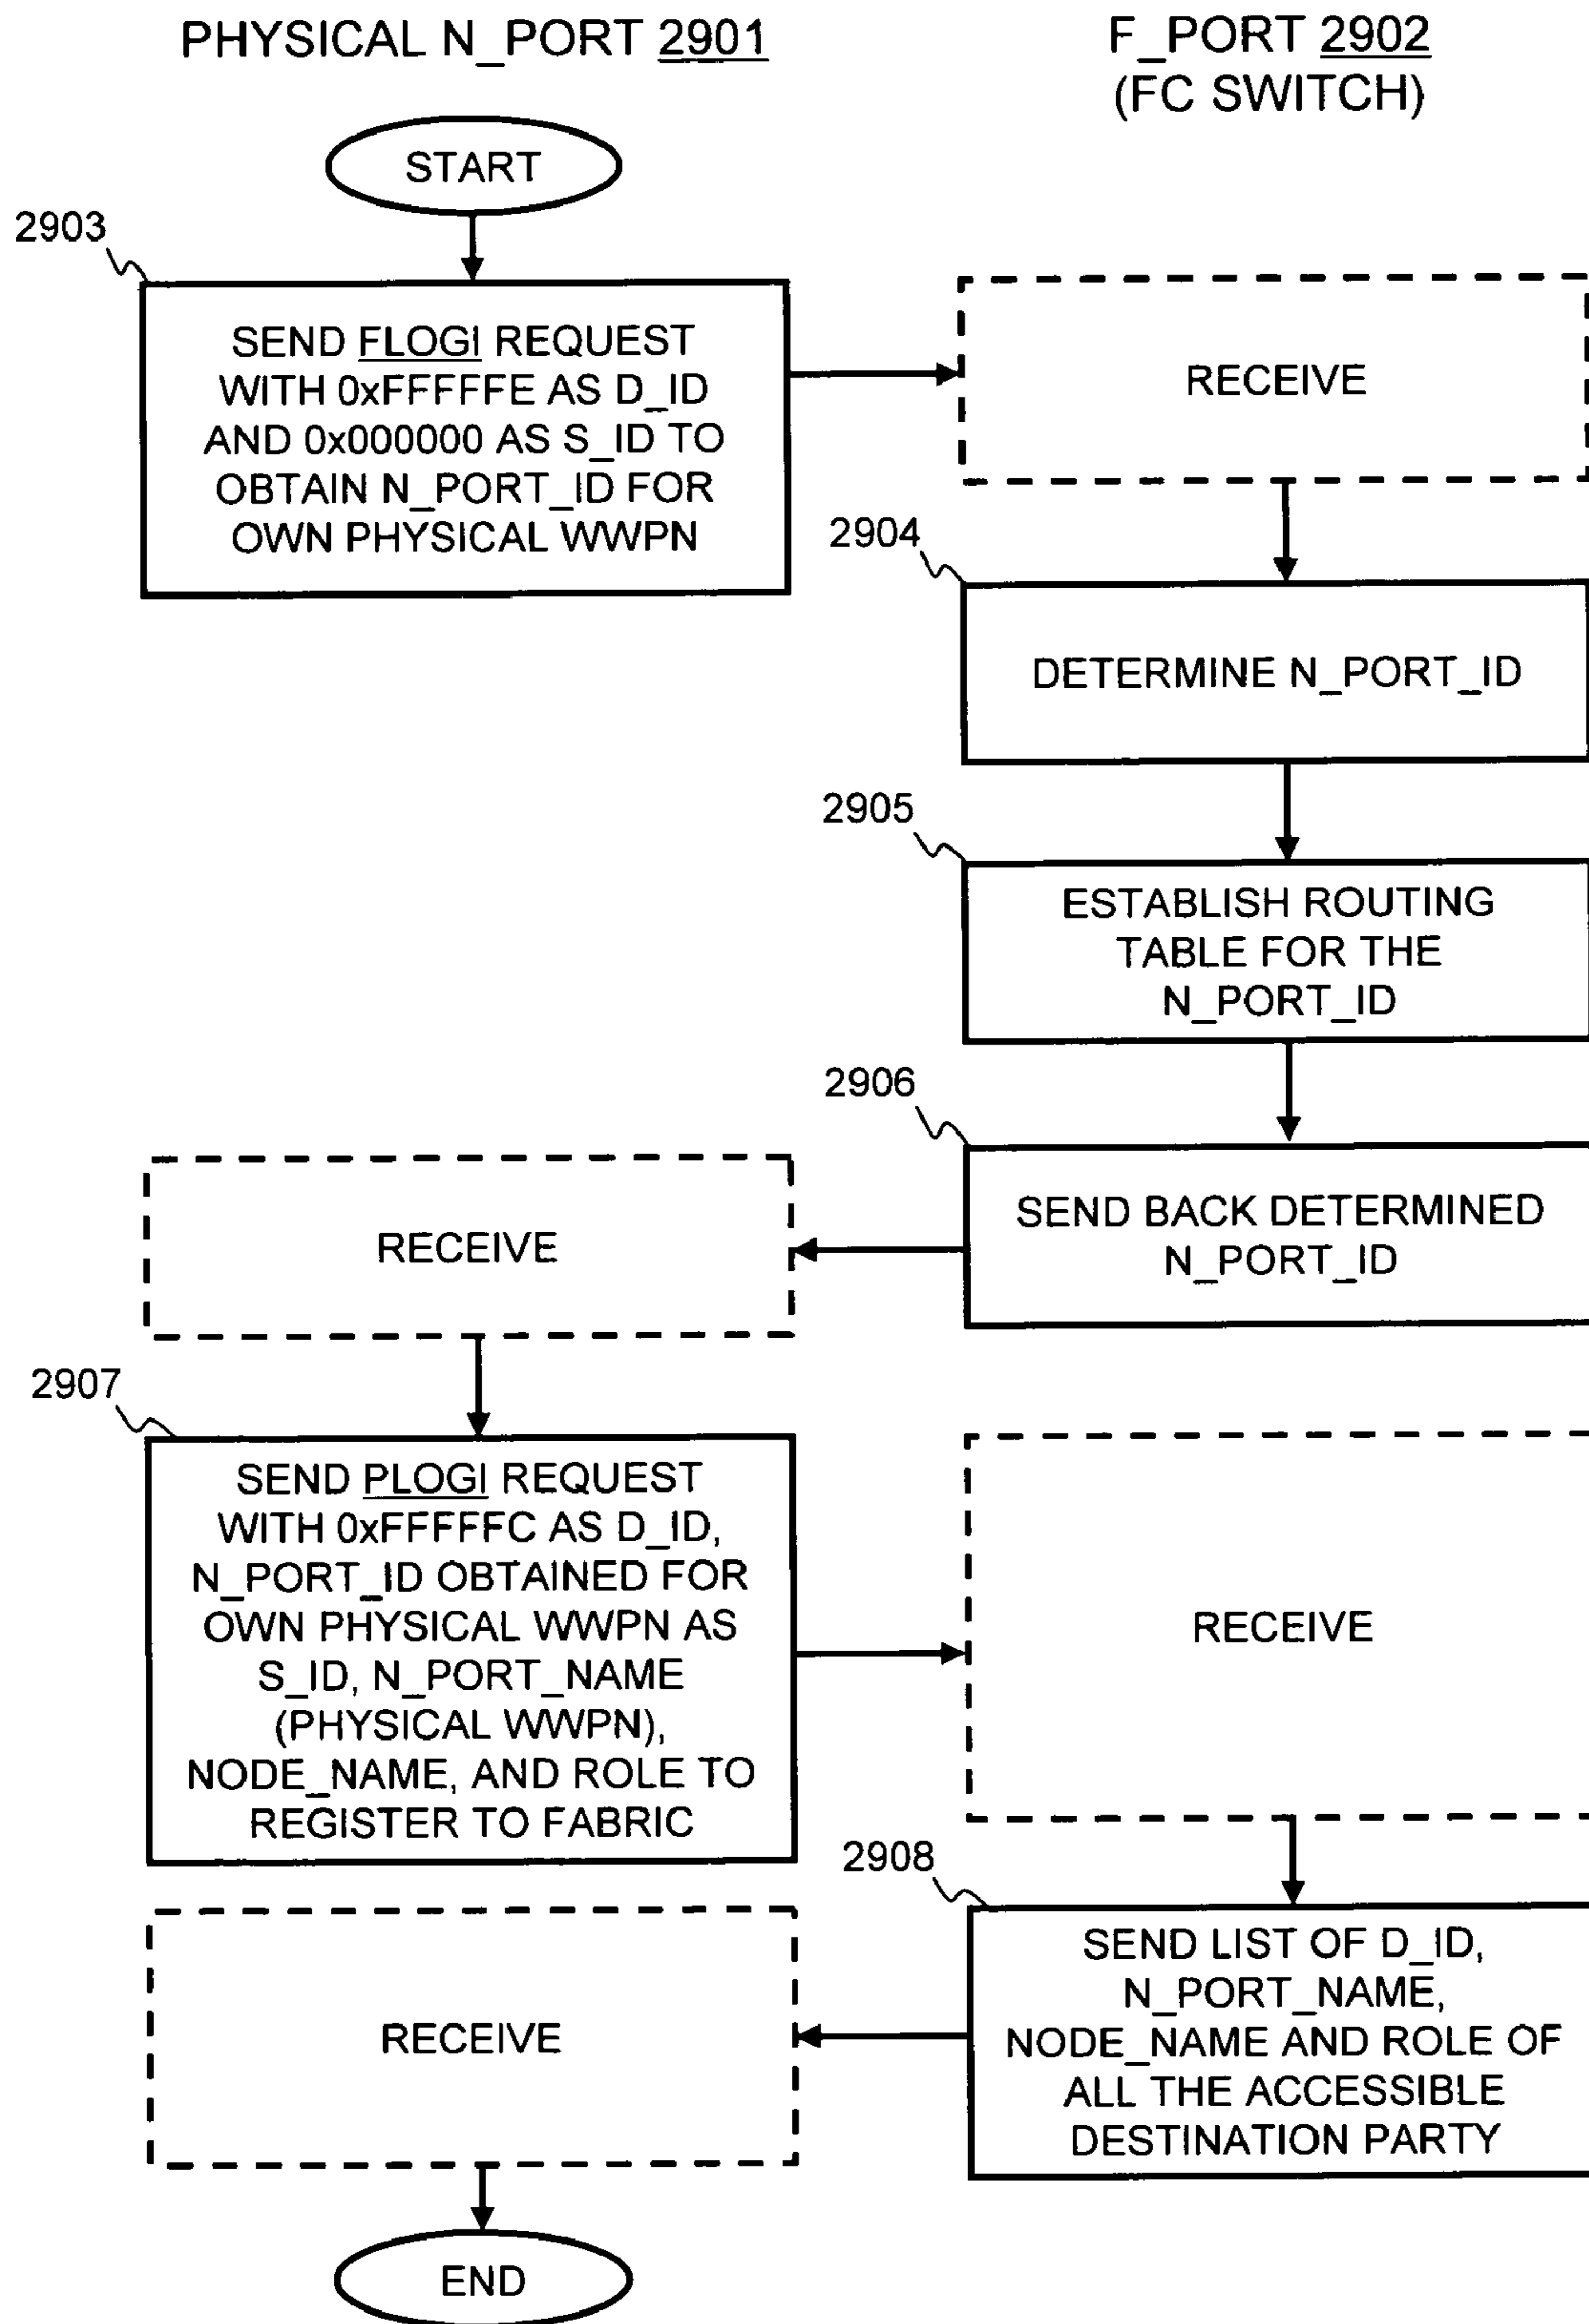 PHYSICAL N_PORT 2901
F_PORT 2902
(FC SWITCH)
START
2903
SEND FLOGI REQUEST
WITH 0xFFFFFE AS D_ID
AND 0x000000 AS S_ID TO
OBTAIN N_PORT_ID FOR
OWN PHYSICAL WWPN
RECEIVE
2904
DETERMINE N_PORT_ID
2905
ESTABLISH ROUTING
TABLE FOR THE
N_PORT_ID
2906
SEND BACK DETERMINED
N_PORT_ID
RECEIVE
2907
SEND PLOGI REQUEST
WITH 0xFFFFFC AS D_ID,
N_PORT_ID OBTAINED FOR
OWN PHYSICAL WWPN AS
S_ID, N_PORT_NAME
(PHYSICAL WWPN),
NODE_NAME, AND ROLE TO
REGISTER TO FABRIC
RECEIVE
2908
SEND LIST OF D_ID,
N_PORT_NAME,
NODE_NAME AND ROLE OF
ALL THE ACCESSIBLE
DESTINATION PARTY
RECEIVE
END